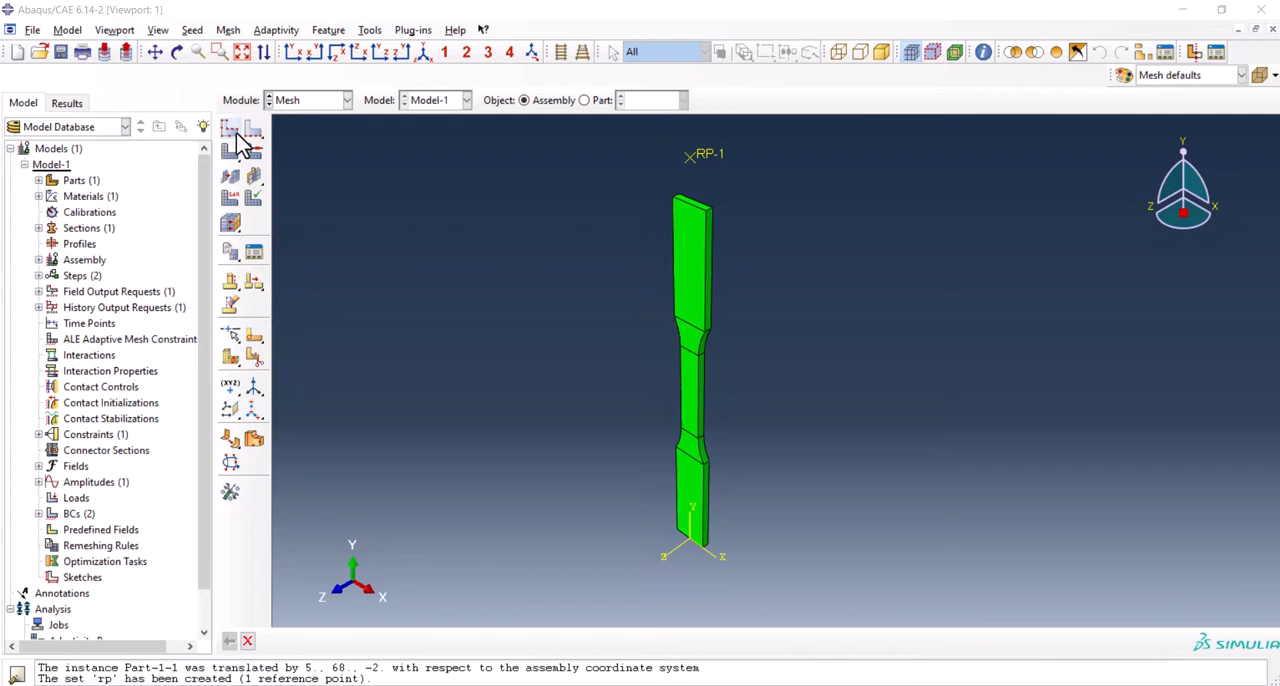 Abaqus/CAE 6.14-2 [Viewport: 1]
File Model Viewport View Seed Mesh Adaptivity Feature Tools Plug-ins Help
1 2 3 4 All
Mesh defaults
Model Results Module: Mesh Model: Model-1 Object: Assembly Part:
Model Database
Models (1)
Model-1
Parts (1)
Materials (1)
Calibrations
Sections (1)
Profiles
Assembly
Steps (2)
Field Output Requests (1)
History Output Requests (1)
Time Points
ALE Adaptive Mesh Constraint
Interactions
Interaction Properties
Contact Controls
Contact Initializations
Contact Stabilizations
Constraints (1)
Connector Sections
Fields
Amplitudes (1)
Loads
BCs (2)
Predefined Fields
Remeshing Rules
Optimization Tasks
Sketches
Annotations
Analysis
Jobs
(XYZ)
RP-1
Y
Z X
Y
Z X
Y
Z X
SIMULIA
The instance Part-1-1 was translated by 5., 68., -2. with respect to the assembly coordinate system
The set 'rp' has been created (1 reference point).